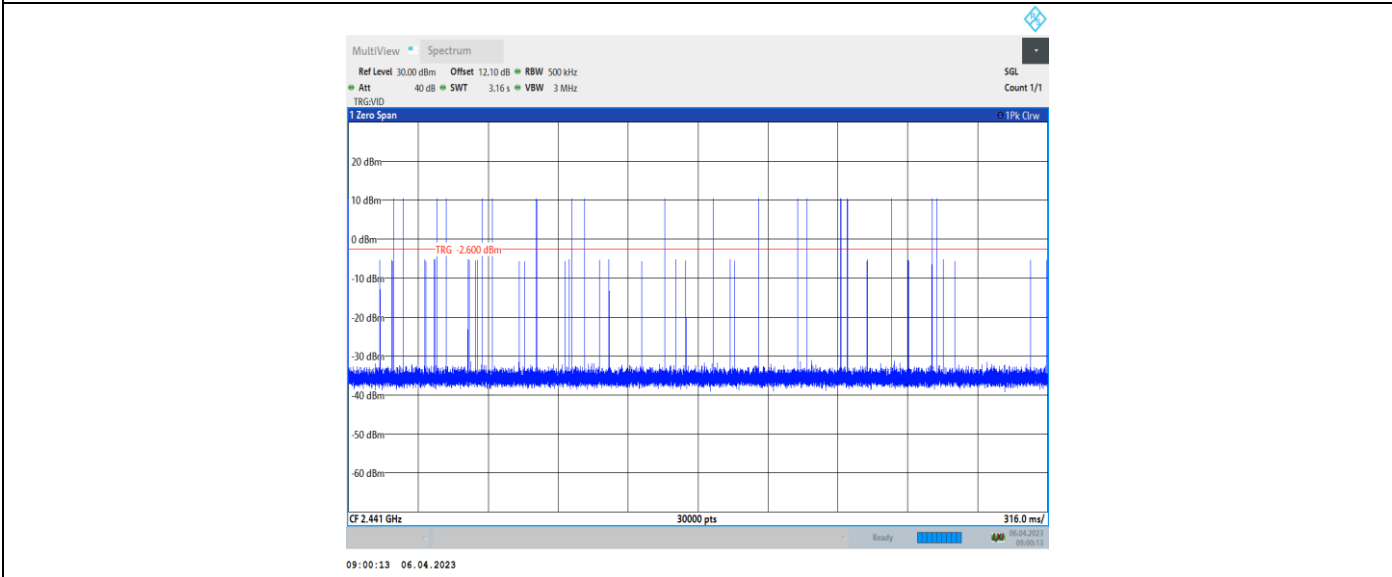 MultiView Spectrum
Ref Level 30.00 dBm Offset 12.10 dB RBW 500 kHz SGL
Att 40 dB SWT 3.16 s VBW 3 MHz Count 1/1
TRG:VID
1 Zero Span 1Pk Clrw
20 dBm
10 dBm
0 dBm
TRG -2.600 dBm
-10 dBm
-20 dBm
-30 dBm
-40 dBm
-50 dBm
-60 dBm
CF 2.441 GHz 30000 pts 316.0 ms/
Ready 06.04.2023
09:00:13
09:00:13 06.04.2023